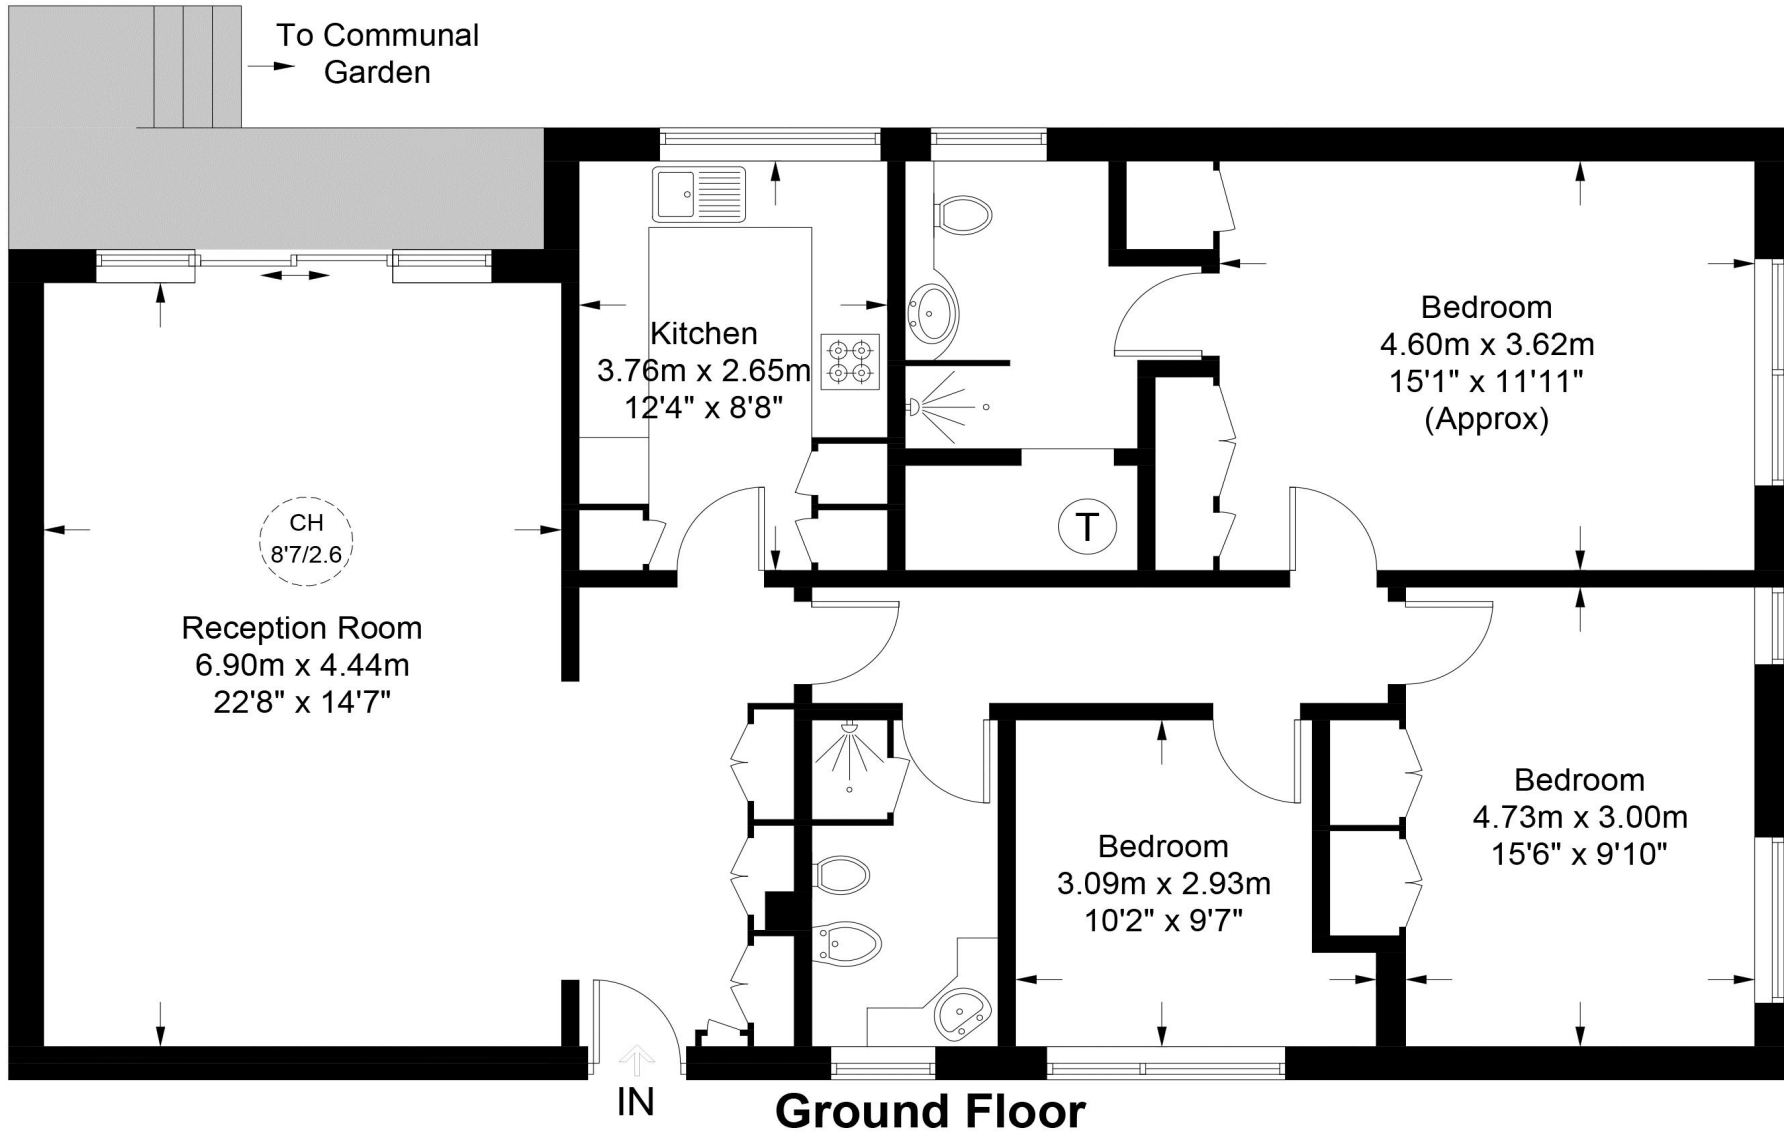 To Communal
Garden
Kitchen
3.76m x 2.65m
12'4" x 8'8"
Bedroom
4.60m x 3.62m
15'1" x 11'11"
(Approx)
CH
8'7/2.6
T
Reception Room
6.90m x 4.44m
22'8" x 14'7"
Bedroom
3.09m x 2.93m
10'2" x 9'7"
Bedroom
4.73m x 3.00m
15'6" x 9'10"
IN
Ground Floor